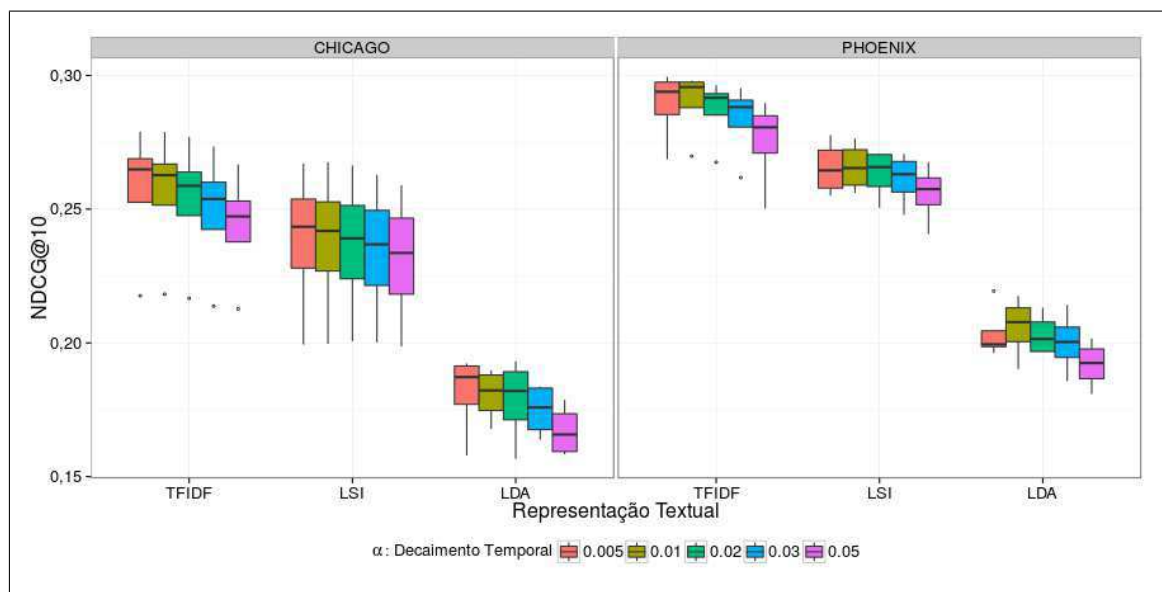 CHICAGO PHOENIX
0,30
0,25
0,20
0,15
NDCG@10
TFIDF LSI LDA TFIDF LSI LDA
Representação Textual
α: Decaimento Temporal 0.005 0.01 0.02 0.03 0.05